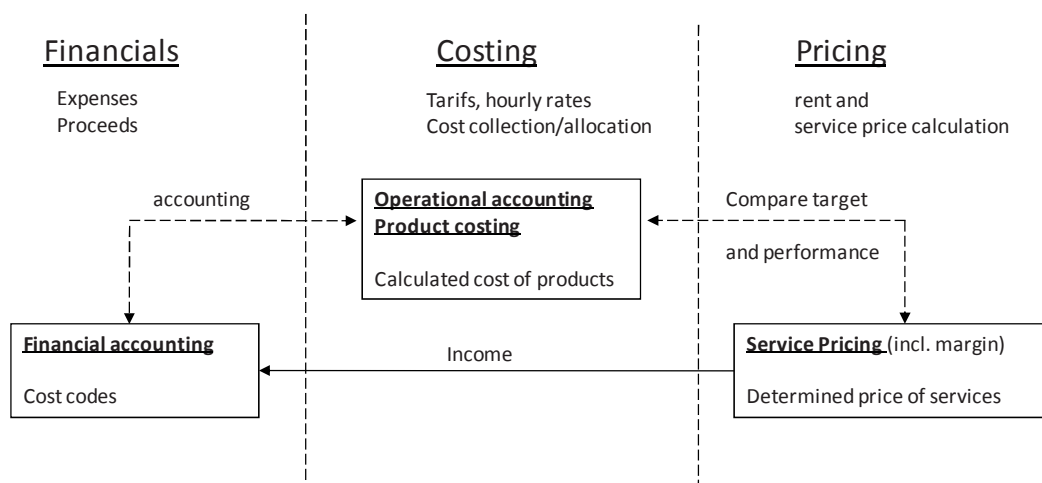 Financials
Expenses
Proceeds
Costing
Tarifs, hourly rates
Cost collection/allocation
Pricing
rent and
service price calculation
accounting
Operational accounting
Product costing
Calculated cost of products
Compare target
and performance
Financial accounting
Cost codes
Income
Service Pricing (incl. margin)
Determined price of services